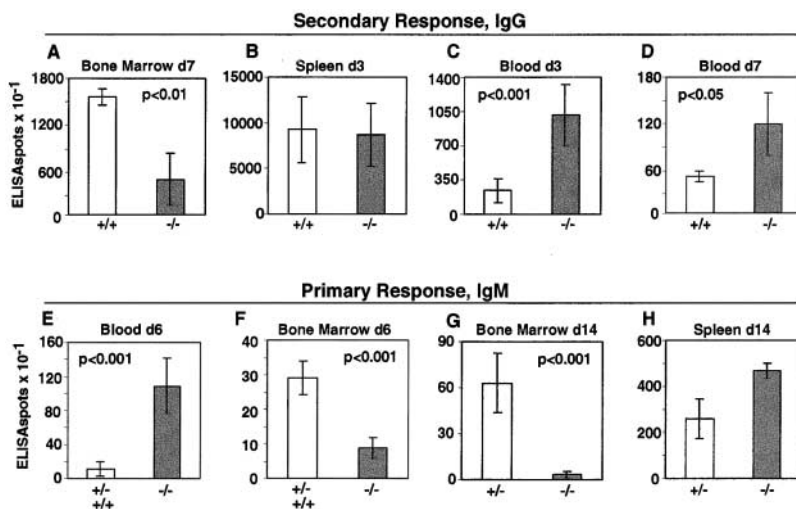 Secondary Response, IgG
A Bone Marrow d7
B Spleen d3
C Blood d3
D Blood d7
ELISAspots x 10⁻¹
1800
1200
600
0
p<0.01
+/+ -/-
15000
10000
5000
0
+/+ -/-
1400
1050
700
350
0
p<0.001
+/+ -/-
180
120
60
0
p<0.05
+/+ -/-
Primary Response, IgM
E Blood d6
F Bone Marrow d6
G Bone Marrow d14
H Spleen d14
ELISAspots x 10⁻¹
160
120
80
40
0
p<0.001
+/- -/-
+/+
40
30
20
10
0
p<0.001
+/- -/-
+/+
90
60
30
0
p<0.001
+/- -/-
600
400
200
0
+/- -/-